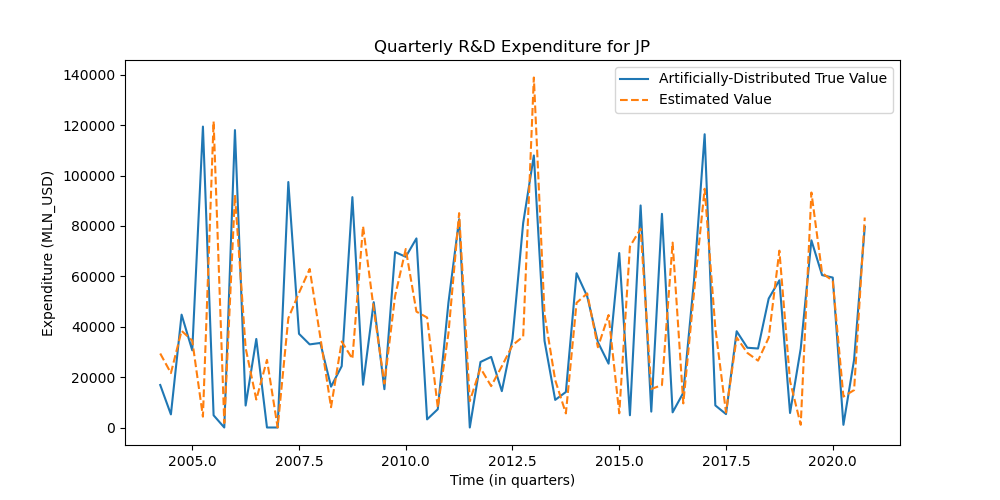 Quarterly R&D Expenditure for JP
Artificially-Distributed True Value
Estimated Value
Expenditure (MLN_USD)
140000
120000
100000
80000
60000
40000
20000
0
2005.0 2007.5 2010.0 2012.5 2015.0 2017.5 2020.0
Time (in quarters)